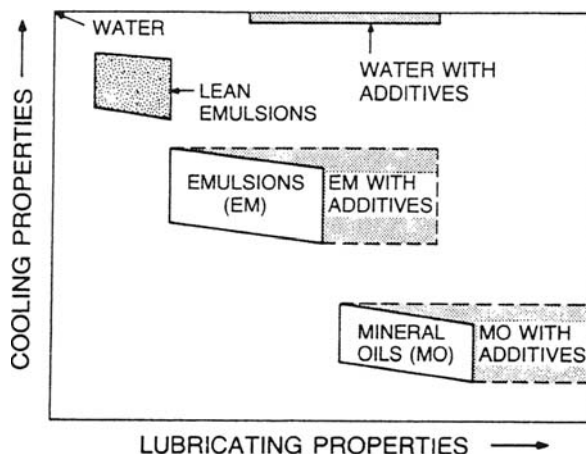 WATER
WATER WITH
ADDITIVES
LEAN
EMULSIONS
EMULSIONS
(EM)
EM WITH
ADDITIVES
MINERAL
OILS (MO)
MO WITH
ADDITIVES
COOLING PROPERTIES
LUBRICATING PROPERTIES